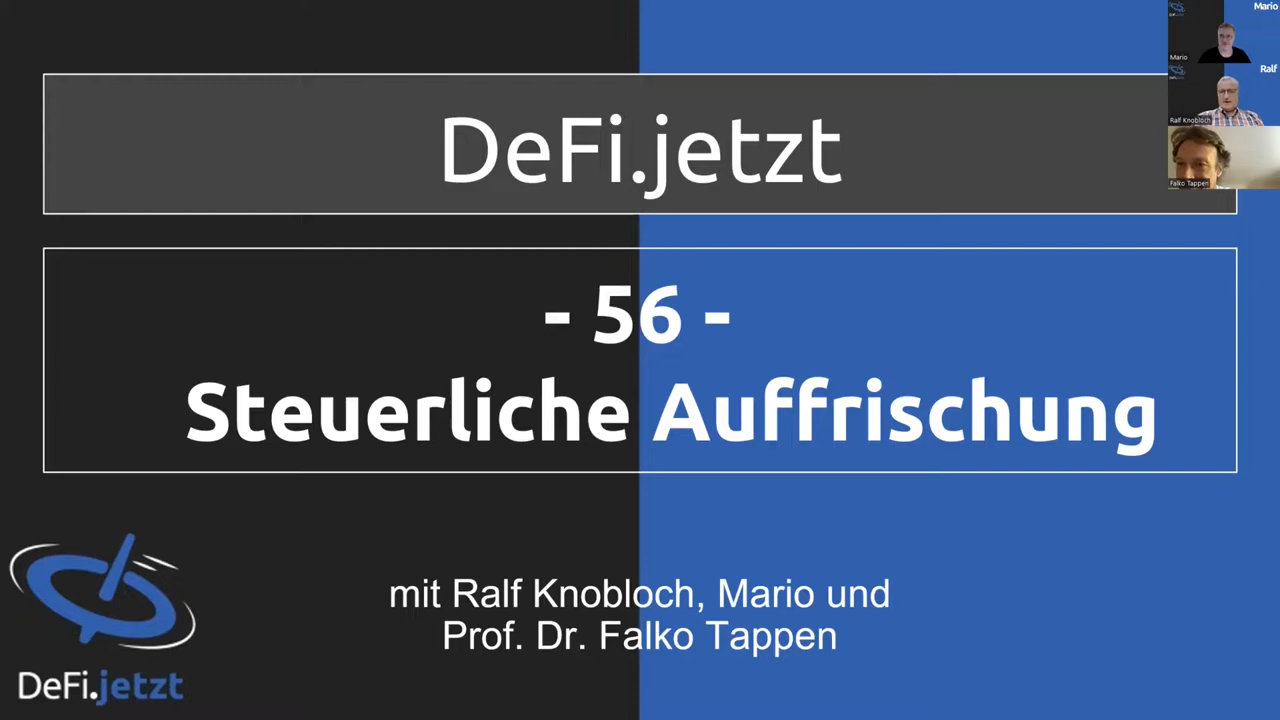 DeFi.jetzt
- 56 -
Steuerliche Auffrischung
mit Ralf Knobloch, Mario und
Prof. Dr. Falko Tappen
DeFi.jetzt
Mario
Mario
Ralf
Ralf Knobloch
Falko Tappen